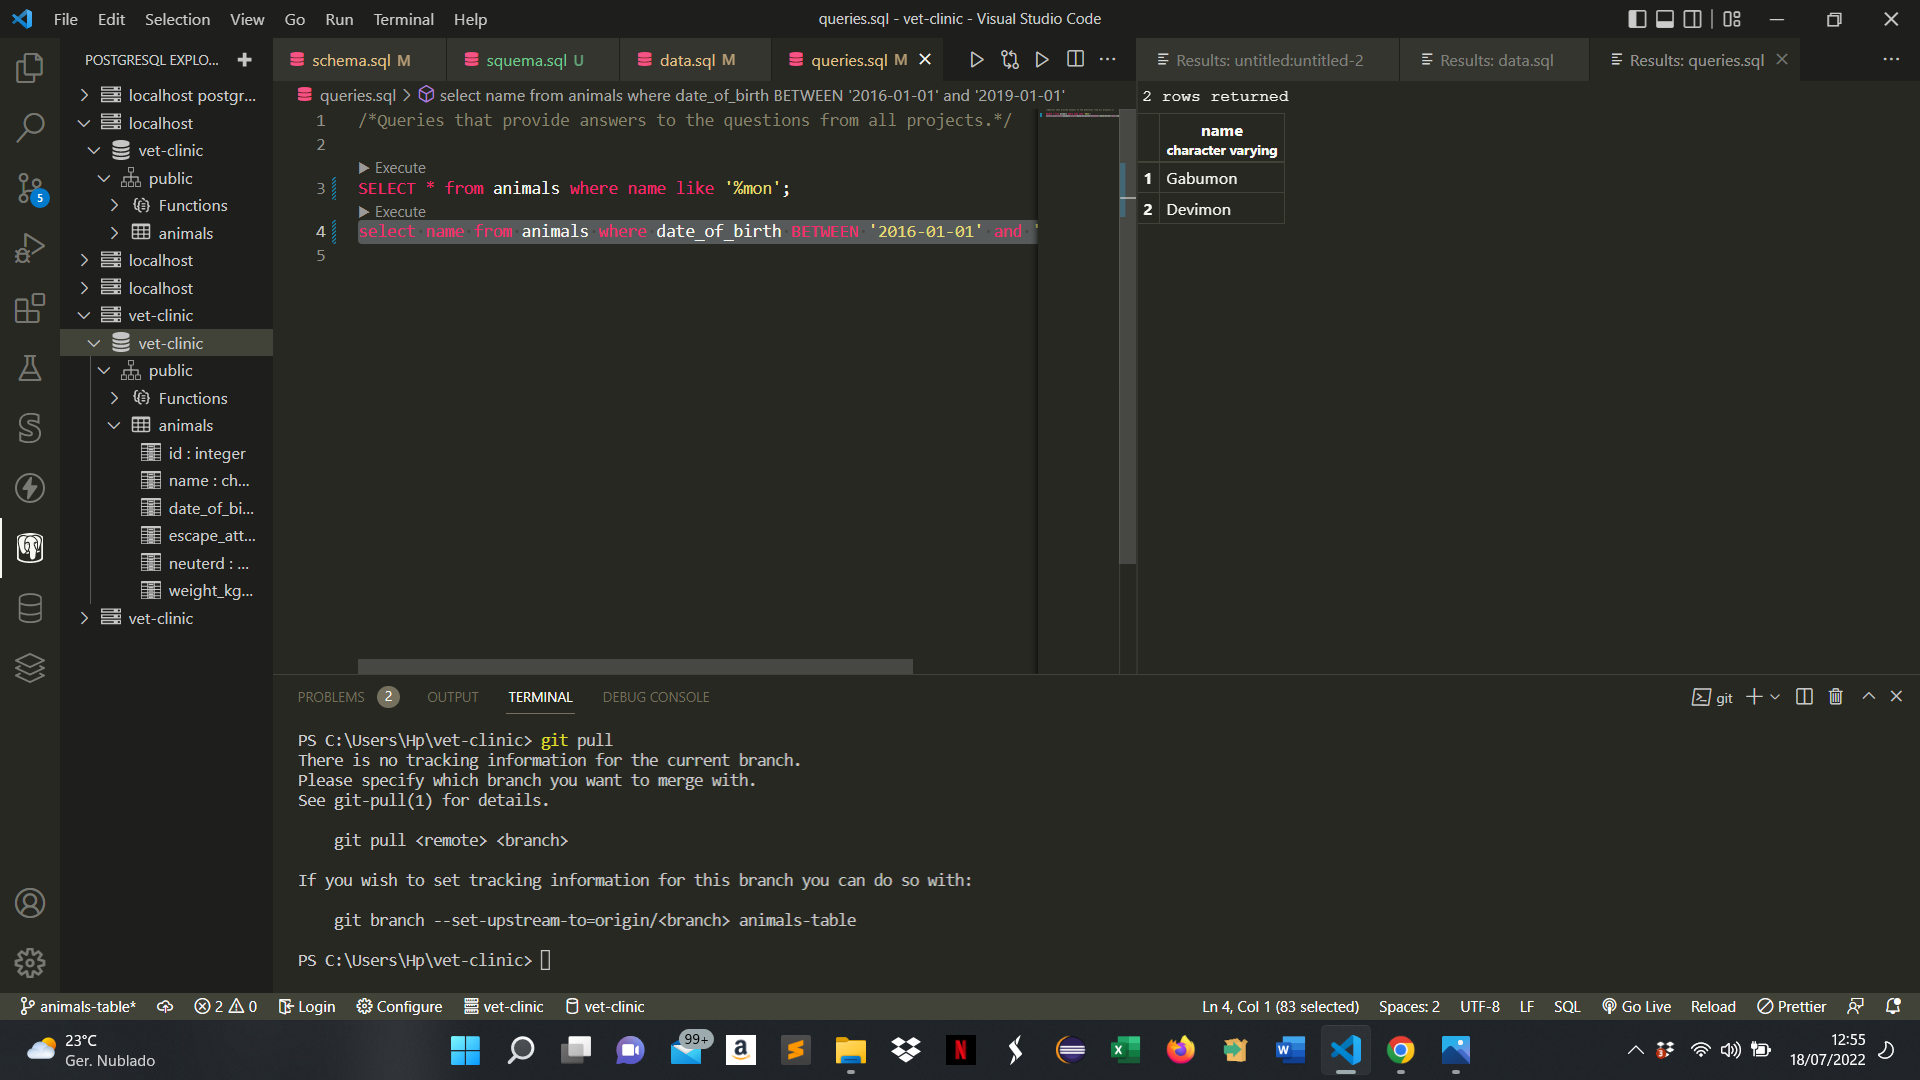 File Edit Selection View Go Run Terminal Help
queries.sql - vet-clinic - Visual Studio Code
POSTGRESQL EXPLO...
localhost postgr...
localhost
vet-clinic
public
Functions
animals
localhost
localhost
vet-clinic
vet-clinic
public
Functions
animals
id : integer
name : ch...
date_of_bi...
escape_att...
neuterd : ...
weight_kg...
vet-clinic
5
schema.sql M
squema.sql U
data.sql M
queries.sql M
queries.sql > select name from animals where date_of_birth BETWEEN '2016-01-01' and '2019-01-01'
1 /*Queries that provide answers to the questions from all projects.*/
2
Execute
3 SELECT * from animals where name like '%mon';
Execute
4 select name from animals where date_of_birth BETWEEN '2016-01-01' and '
5
Results: untitled:untitled-2
Results: data.sql
Results: queries.sql
2 rows returned
name
character varying
1 Gabumon
2 Devimon
PROBLEMS 2 OUTPUT TERMINAL DEBUG CONSOLE
git
PS C:\Users\Hp\vet-clinic> git pull
There is no tracking information for the current branch.
Please specify which branch you want to merge with.
See git-pull(1) for details.
git pull <remote> <branch>
If you wish to set tracking information for this branch you can do so with:
git branch --set-upstream-to=origin/<branch> animals-table
PS C:\Users\Hp\vet-clinic>
animals-table* 2 0 Login Configure vet-clinic vet-clinic
Ln 4, Col 1 (83 selected) Spaces: 2 UTF-8 LF SQL Go Live Reload Prettier
23°C
Ger. Nublado
99+
12:55
18/07/2022